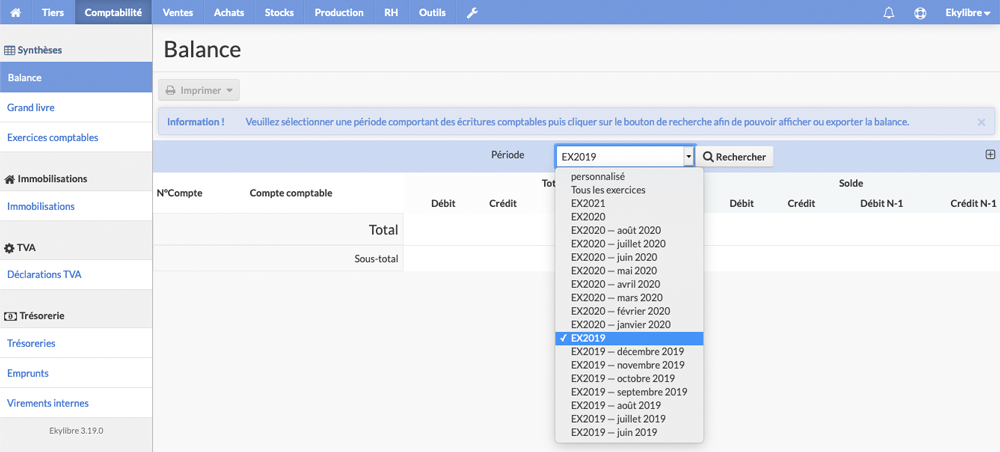 Tiers Comptabilité Ventes Achats Stocks Production RH Outils Ekylibre
Synthèses
Balance
Grand livre
Exercices comptables
Immobilisations
Immobilisations
TVA
Déclarations TVA
Trésorerie
Trésoreries
Emprunts
Virements internes
Ekylibre 3.19.0
Balance
Imprimer
Information ! Veuillez sélectionner une période comportant des écritures comptables puis cliquer sur le bouton de recherche afin de pouvoir afficher ou exporter la balance.
Période EX2019 Rechercher
N°Compte Compte comptable Tot Solde
Débit Crédit Débit Crédit Débit N-1 Crédit N-1
Total
Sous-total
personnalisé
Tous les exercices
EX2021
EX2020
EX2020 — août 2020
EX2020 — juillet 2020
EX2020 — juin 2020
EX2020 — mai 2020
EX2020 — avril 2020
EX2020 — mars 2020
EX2020 — février 2020
EX2020 — janvier 2020
✓ EX2019
EX2019 — décembre 2019
EX2019 — novembre 2019
EX2019 — octobre 2019
EX2019 — septembre 2019
EX2019 — août 2019
EX2019 — juillet 2019
EX2019 — juin 2019